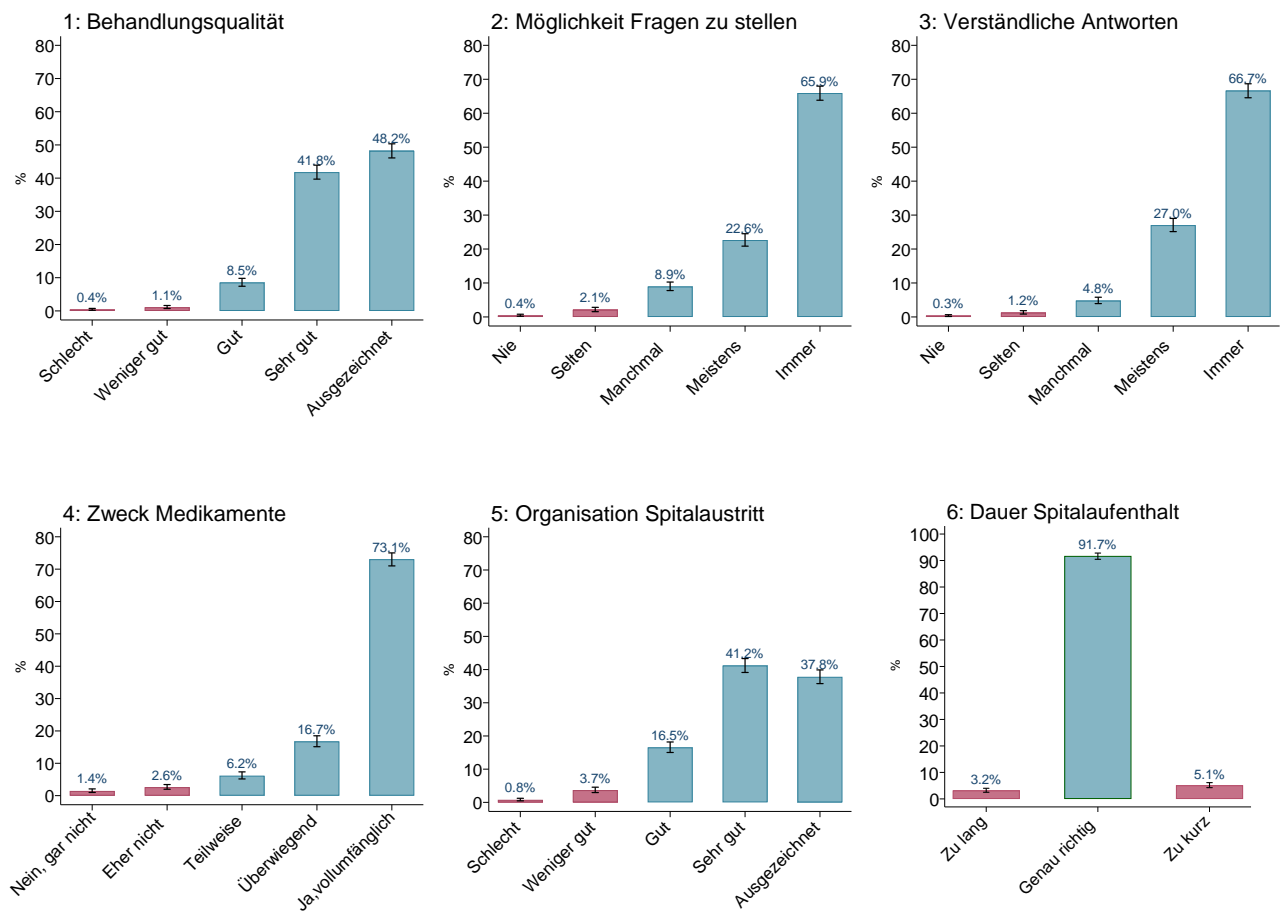 1: Behandlungsqualität
80
70
60
50
40
30
20
10
0
%
0.4%
1.1%
8.5%
41.8%
48.2%
Schlecht
Weniger gut
Gut
Sehr gut
Ausgezeichnet
2: Möglichkeit Fragen zu stellen
80
70
60
50
40
30
20
10
0
%
0.4%
2.1%
8.9%
22.6%
65.9%
Nie
Selten
Manchmal
Meistens
Immer
3: Verständliche Antworten
80
70
60
50
40
30
20
10
0
%
0.3%
1.2%
4.8%
27.0%
66.7%
Nie
Selten
Manchmal
Meistens
Immer
4: Zweck Medikamente
80
70
60
50
40
30
20
10
0
%
1.4%
2.6%
6.2%
16.7%
73.1%
Nein, gar nicht
Eher nicht
Teilweise
Überwiegend
Ja,vollumfänglich
5: Organisation Spitalaustritt
80
70
60
50
40
30
20
10
0
%
0.8%
3.7%
16.5%
41.2%
37.8%
Schlecht
Weniger gut
Gut
Sehr gut
Ausgezeichnet
6: Dauer Spitalaufenthalt
100
90
80
70
60
50
40
30
20
10
0
%
3.2%
91.7%
5.1%
Zu lang
Genau richtig
Zu kurz